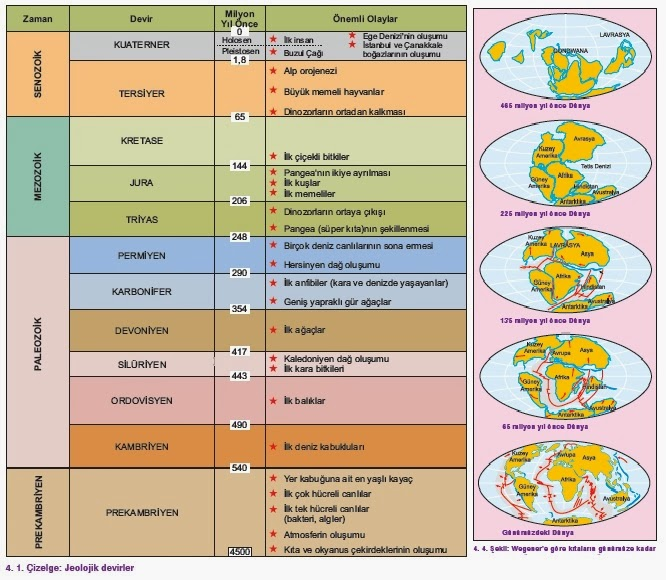 Zaman Devir Milyon Yıl Önce Önemli Olaylar
0
SENOZOİK
KUATERNER
Holosen
Pleistosen
★ İlk insan
★ Buzul Çağı
★ Ege Denizi'nin oluşumu
★ İstanbul ve Çanakkale
boğazlarının oluşumu
1,8
TERSİYER
★ Alp orojenezi
★ Büyük memeli hayvanlar
★ Dinozorların ortadan kalkması
65
MEZOZOİK
KRETASE
★ İlk çiçekli bitkiler
144
JURA
★ Pangea'nın ikiye ayrılması
★ İlk kuşlar
★ İlk memeliler
206
TRİYAS
★ Dinozorların ortaya çıkışı
★ Pangea (süper kıta)'nın şekillenmesi
248
PALEOZOİK
PERMİYEN
★ Birçok deniz canlılarının sona ermesi
★ Hersinyen dağ oluşumu
290
KARBONİFER
★ İlk anfibiler (kara ve denizde yaşayanlar)
★ Geniş yapraklı gür ağaçlar
354
DEVONİYEN
★ İlk ağaçlar
417
SİLÜRİYEN
★ Kaledoniyen dağ oluşumu
★ İlk kara bitkileri
443
ORDOVİSYEN
★ İlk balıklar
490
KAMBRİYEN
★ İlk deniz kabukluları
540
PREKAMBRİYEN
PREKAMBRİYEN
★ Yer kabuğuna ait en yaşlı kayaç
★ İlk çok hücreli canlılar
★ İlk tek hücreli canlılar
(bakteri, algler)
★ Atmosferin oluşumu
★ Kıta ve okyanus çekirdeklerinin oluşumu
4500
4. 1. Çizelge: Jeolojik devirler
LAVRASYA
GONDWANA
465 milyon yıl önce Dünya
Avrasya
Kuzey
Amerika
Tetis Denizi
Afrika
Güney
Amerika
Hindistan
Avustralya
Antarktika
225 milyon yıl önce Dünya
Kuzey
Amerika
LAVRASYA
Asya
Afrika
Güney
Amerika
Hindistan
Avustralya
Antarktika
135 milyon yıl önce Dünya
Kuzey
Amerika
Avrupa
Asya
Afrika
Güney
Amerika
Hindistan
Avustralya
Antarktika
65 milyon yıl önce Dünya
Kuzey
Amerika
Avrupa
Asya
Afrika
Güney
Amerika
Avustralya
Antarktika
Günümüzdeki Dünya
4. 4. Şekil: Wegener'e göre kıtaların günümüze kadar